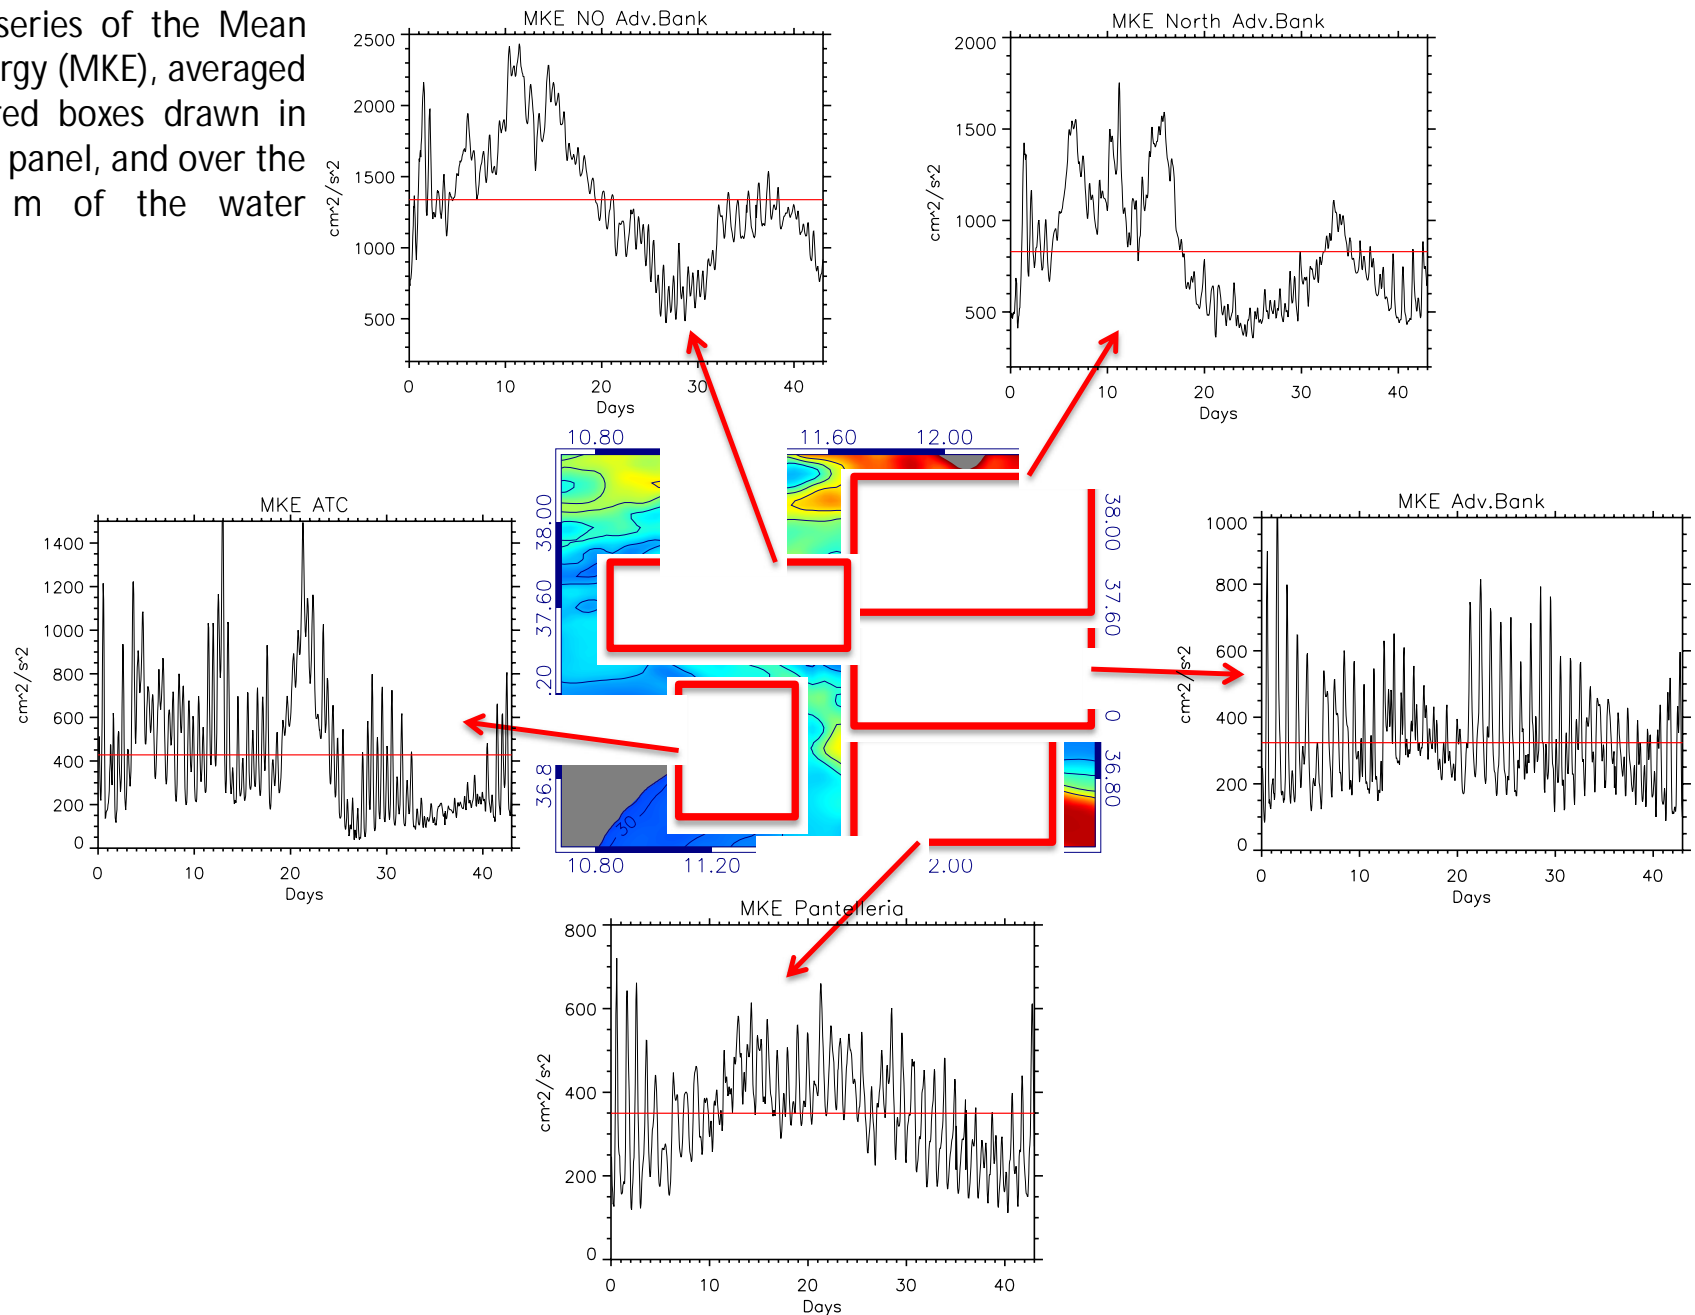 series of the Mean
rgy (MKE), averaged
red boxes drawn in
panel, and over the
m of the water
MKE NO Adv.Bank
2500
2000
1500
1000
500
cm^2/s^2
0 10 20 30 40
Days
MKE North Adv.Bank
2000
1500
1000
500
cm^2/s^2
0 10 20 30 40
Days
MKE ATC
1400
1200
1000
800
600
400
200
0
cm^2/s^2
0 10 20 30 40
Days
10.80 11.60 12.00
38.00
37.60
20
36.8
38.00
37.60
0
36.80
30
10.80 11.20 2.00
MKE Adv.Bank
1000
800
600
400
200
0
cm^2/s^2
0 10 20 30 40
Days
MKE Pantelleria
800
600
400
200
0
cm^2/s^2
0 10 20 30 40
Days